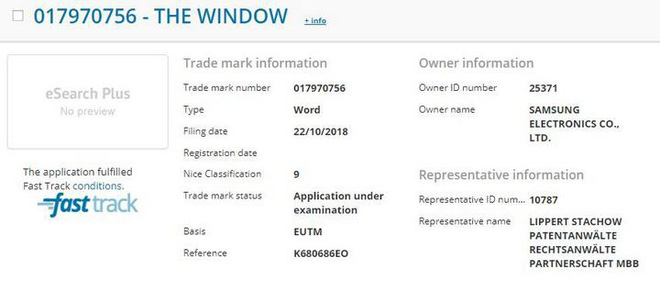 017970756 - THE WINDOW + info
eSearch Plus
No preview
The application fulfilled
Fast Track conditions.
fast track
Trade mark information
Trade mark number 017970756
Type Word
Filing date 22/10/2018
Registration date
Nice Classification 9
Trade mark status Application under
examination
Basis EUTM
Reference K680686EO
Owner information
Owner ID number 25371
Owner name SAMSUNG
ELECTRONICS CO.,
LTD.
Representative information
Representative ID num... 10787
Representative name LIPPERT STACHOW
PATENTANWÄLTE
RECHTSANWÄLTE
PARTNERSCHAFT MBB